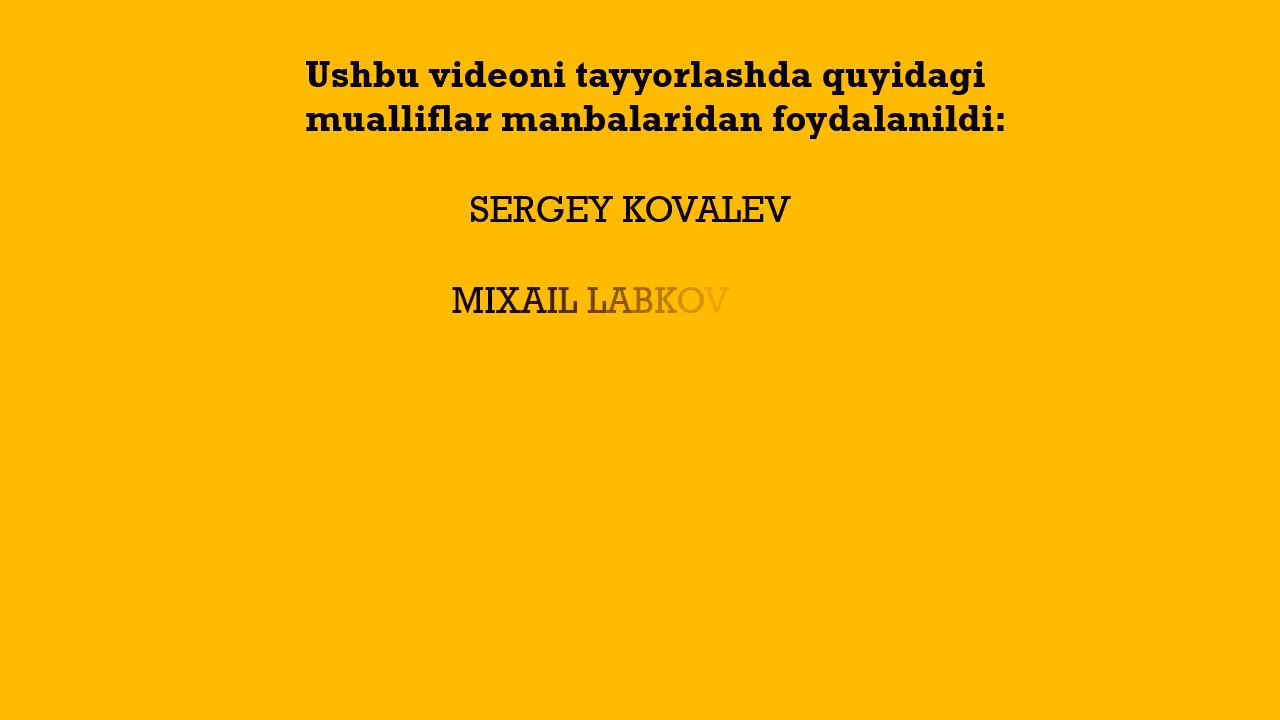 Ushbu videoni tayyorlashda quyidagi
mualliflar manbalaridan foydalanildi:
SERGEY KOVALEV
MIXAIL LABKOV